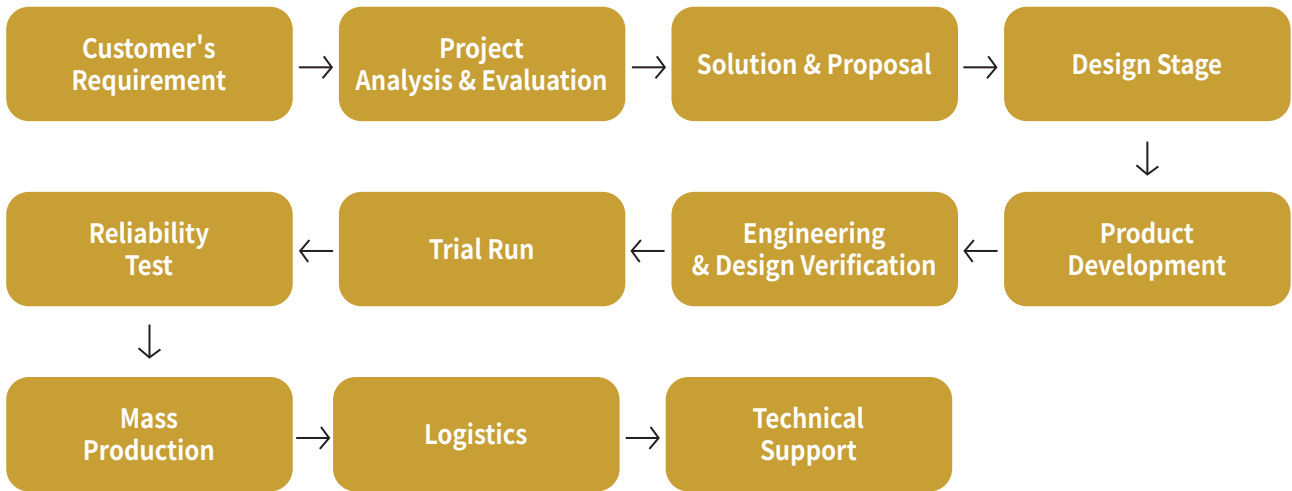 Customer's
Requirement
Project
Analysis & Evaluation
Solution & Proposal
Design Stage
Product
Development
Engineering
& Design Verification
Trial Run
Reliability
Test
Mass
Production
Logistics
Technical
Support